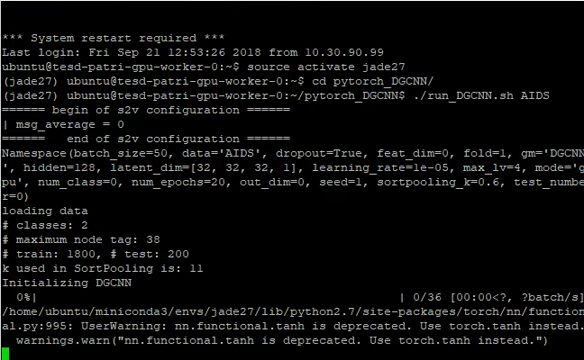 *** System restart required ***
Last login: Fri Sep 21 12:53:26 2018 from 10.30.90.99
ubuntu@tesd-patri-gpu-worker-0:~$ source activate jade27
(jade27) ubuntu@tesd-patri-gpu-worker-0:~$ cd pytorch_DGCNN/
(jade27) ubuntu@tesd-patri-gpu-worker-0:~/pytorch_DGCNN$ ./run_DGCNN.sh AIDS
====== begin of s2v configuration ======
| msg_average = 0
======   end of s2v configuration ======
Namespace(batch_size=50, data='AIDS', dropout=True, feat_dim=0, fold=1, gm='DGCNN
', hidden=128, latent_dim=[32, 32, 32, 1], learning_rate=1e-05, max_lv=4, mode='g
pu', num_class=0, num_epochs=20, out_dim=0, seed=1, sortpooling_k=0.6, test_numbe
r=0)
loading data
# classes: 2
# maximum node tag: 38
# train: 1800, # test: 200
k used in SortPooling is: 11
Initializing DGCNN
  0%|                                              | 0/36 [00:00<?, ?batch/s]
/home/ubuntu/miniconda3/envs/jade27/lib/python2.7/site-packages/torch/nn/function
al.py:995: UserWarning: nn.functional.tanh is deprecated. Use torch.tanh instead.
  warnings.warn("nn.functional.tanh is deprecated. Use torch.tanh instead.")